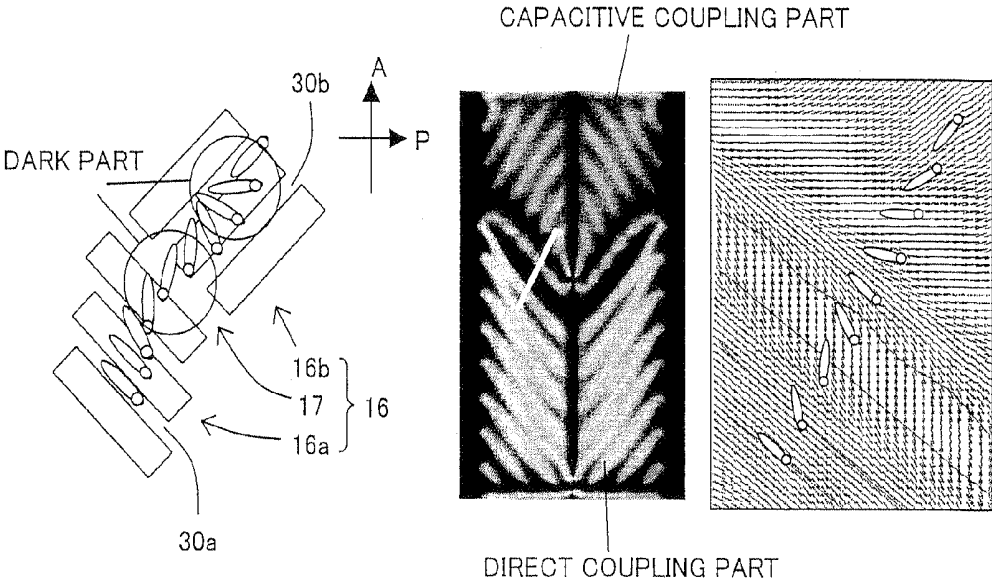 CAPACITIVE COUPLING PART
A
30b
P
DARK PART
16b
17
16
16a
30a
DIRECT COUPLING PART